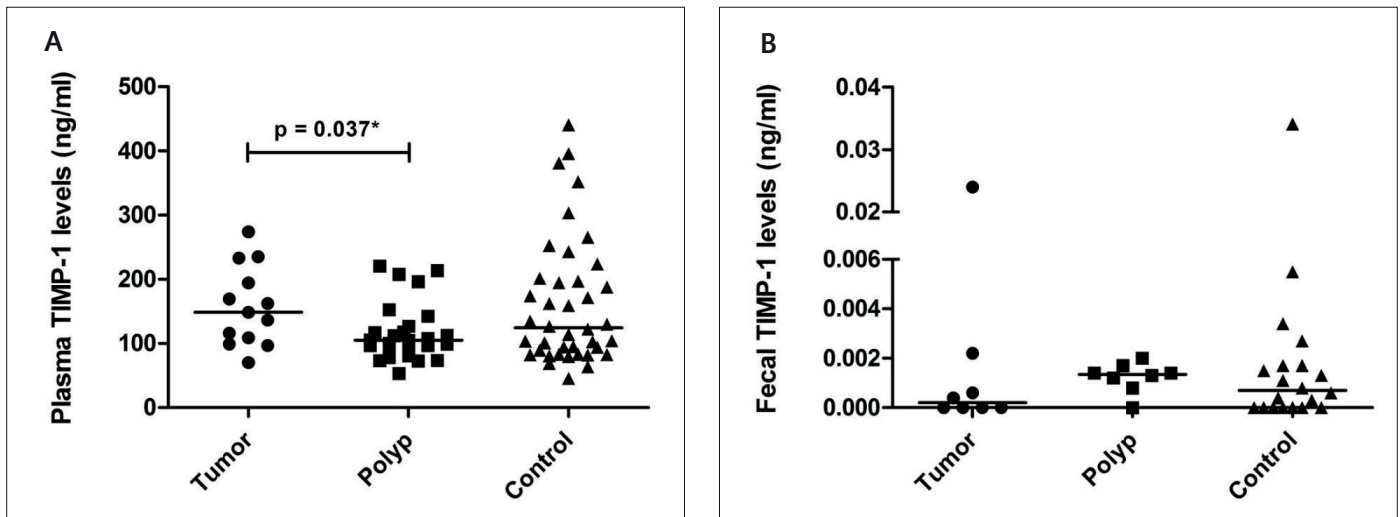 A
Plasma TIMP-1 levels (ng/ml)
500
400
300
200
100
0
p = 0.037*
Tumor
Polyp
Control
B
Fecal TIMP-1 levels (ng/ml)
0.04
0.03
0.02
0.006
0.004
0.002
0.000
Tumor
Polyp
Control